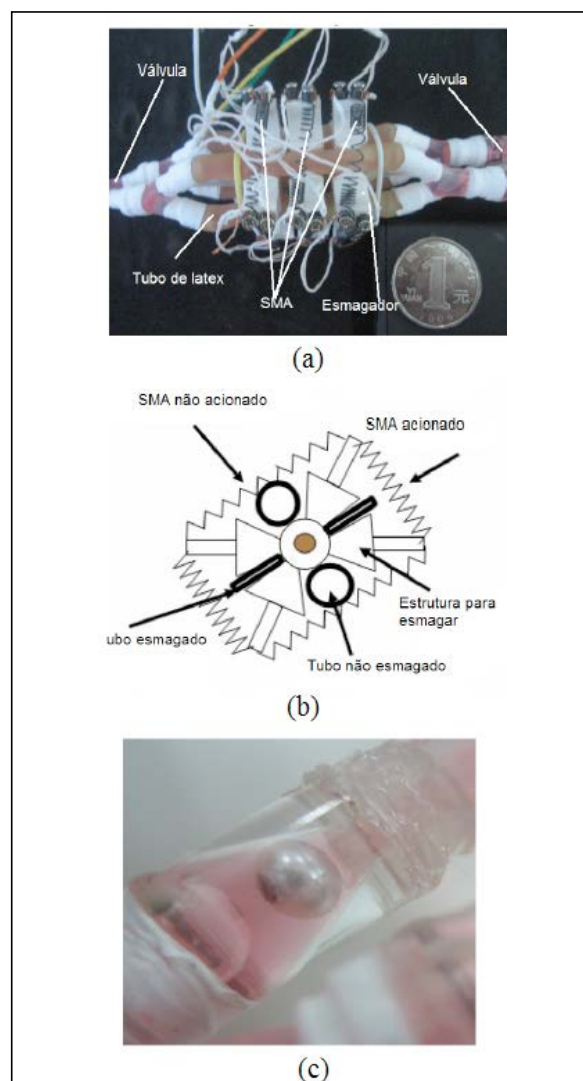 Válvula
Válvula
Tubo de latex
SMA
Esmagador
1
(a)
SMA não acionado
SMA acionado
Estrutura para
esmagar
ubo esmagado
Tubo não esmagado
(b)
(c)